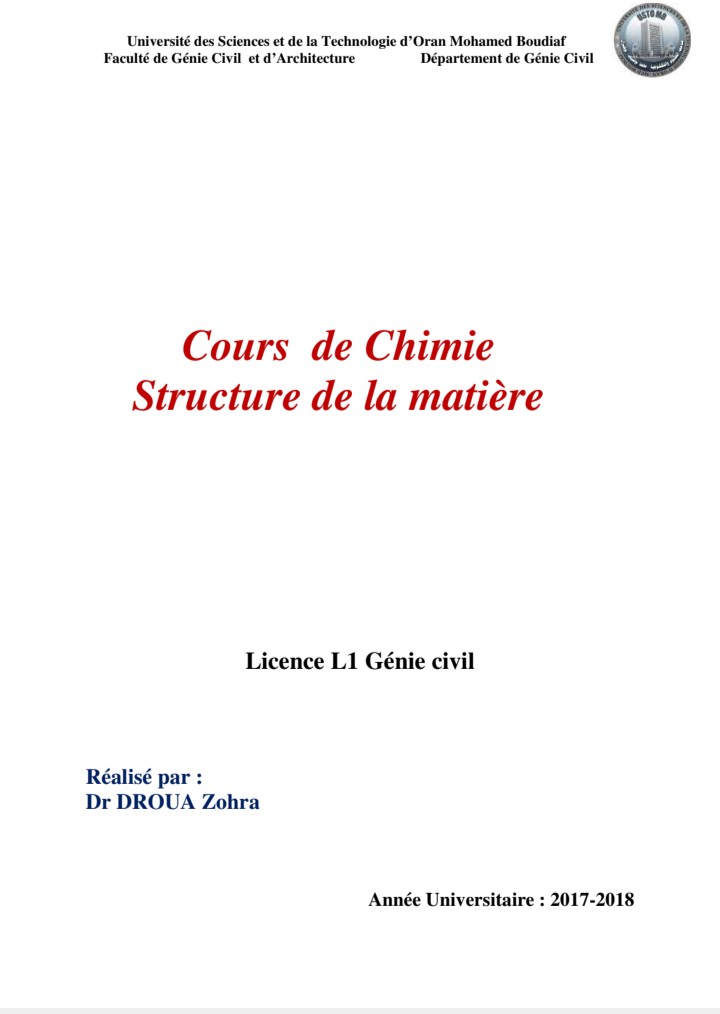 Université des Sciences et de la Technologie d’Oran Mohamed Boudiaf
Faculté de Génie Civil et d’Architecture Département de Génie Civil
USTOMB
Cours de Chimie
Structure de la matière
Licence L1 Génie civil
Réalisé par :
Dr DROUA Zohra
Année Universitaire : 2017-2018